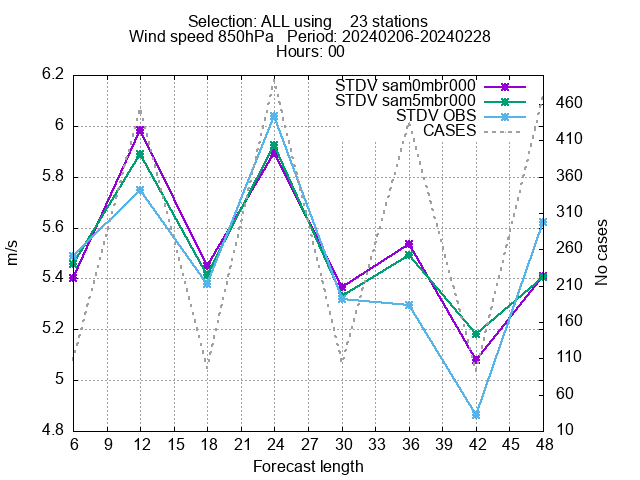 Selection: ALL using    23 stations
Wind speed 850hPa   Period: 20240206-20240228
Hours: 00
STDV sam0mbr000
STDV sam5mbr000
STDV OBS
CASES
6.2
6
5.8
5.6
5.4
5.2
5
4.8
m/s
460
410
360
310
260
210
160
110
60
10
No cases
6 9 12 15 18 21 24 27 30 33 36 39 42 45 48
Forecast length